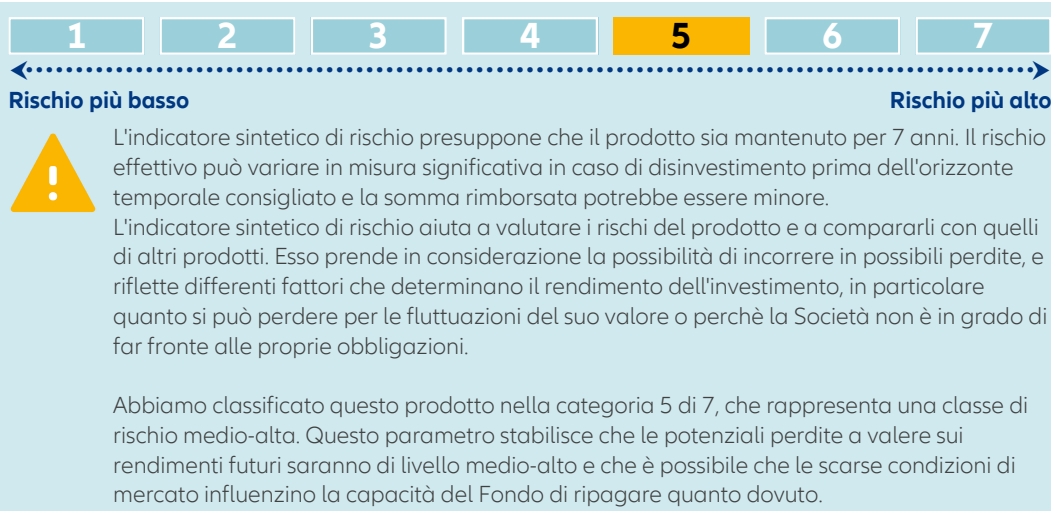 1 2 3 4 5 6 7
Rischio più basso Rischio più alto
L'indicatore sintetico di rischio presuppone che il prodotto sia mantenuto per 7 anni. Il rischio
effettivo può variare in misura significativa in caso di disinvestimento prima dell'orizzonte
temporale consigliato e la somma rimborsata potrebbe essere minore.
L'indicatore sintetico di rischio aiuta a valutare i rischi del prodotto e a compararli con quelli
di altri prodotti. Esso prende in considerazione la possibilità di incorrere in possibili perdite, e
riflette differenti fattori che determinano il rendimento dell'investimento, in particolare
quanto si può perdere per le fluttuazioni del suo valore o perchè la Società non è in grado di
far fronte alle proprie obbligazioni.
Abbiamo classificato questo prodotto nella categoria 5 di 7, che rappresenta una classe di
rischio medio-alta. Questo parametro stabilisce che le potenziali perdite a valere sui
rendimenti futuri saranno di livello medio-alto e che è possibile che le scarse condizioni di
mercato influenzino la capacità del Fondo di ripagare quanto dovuto.